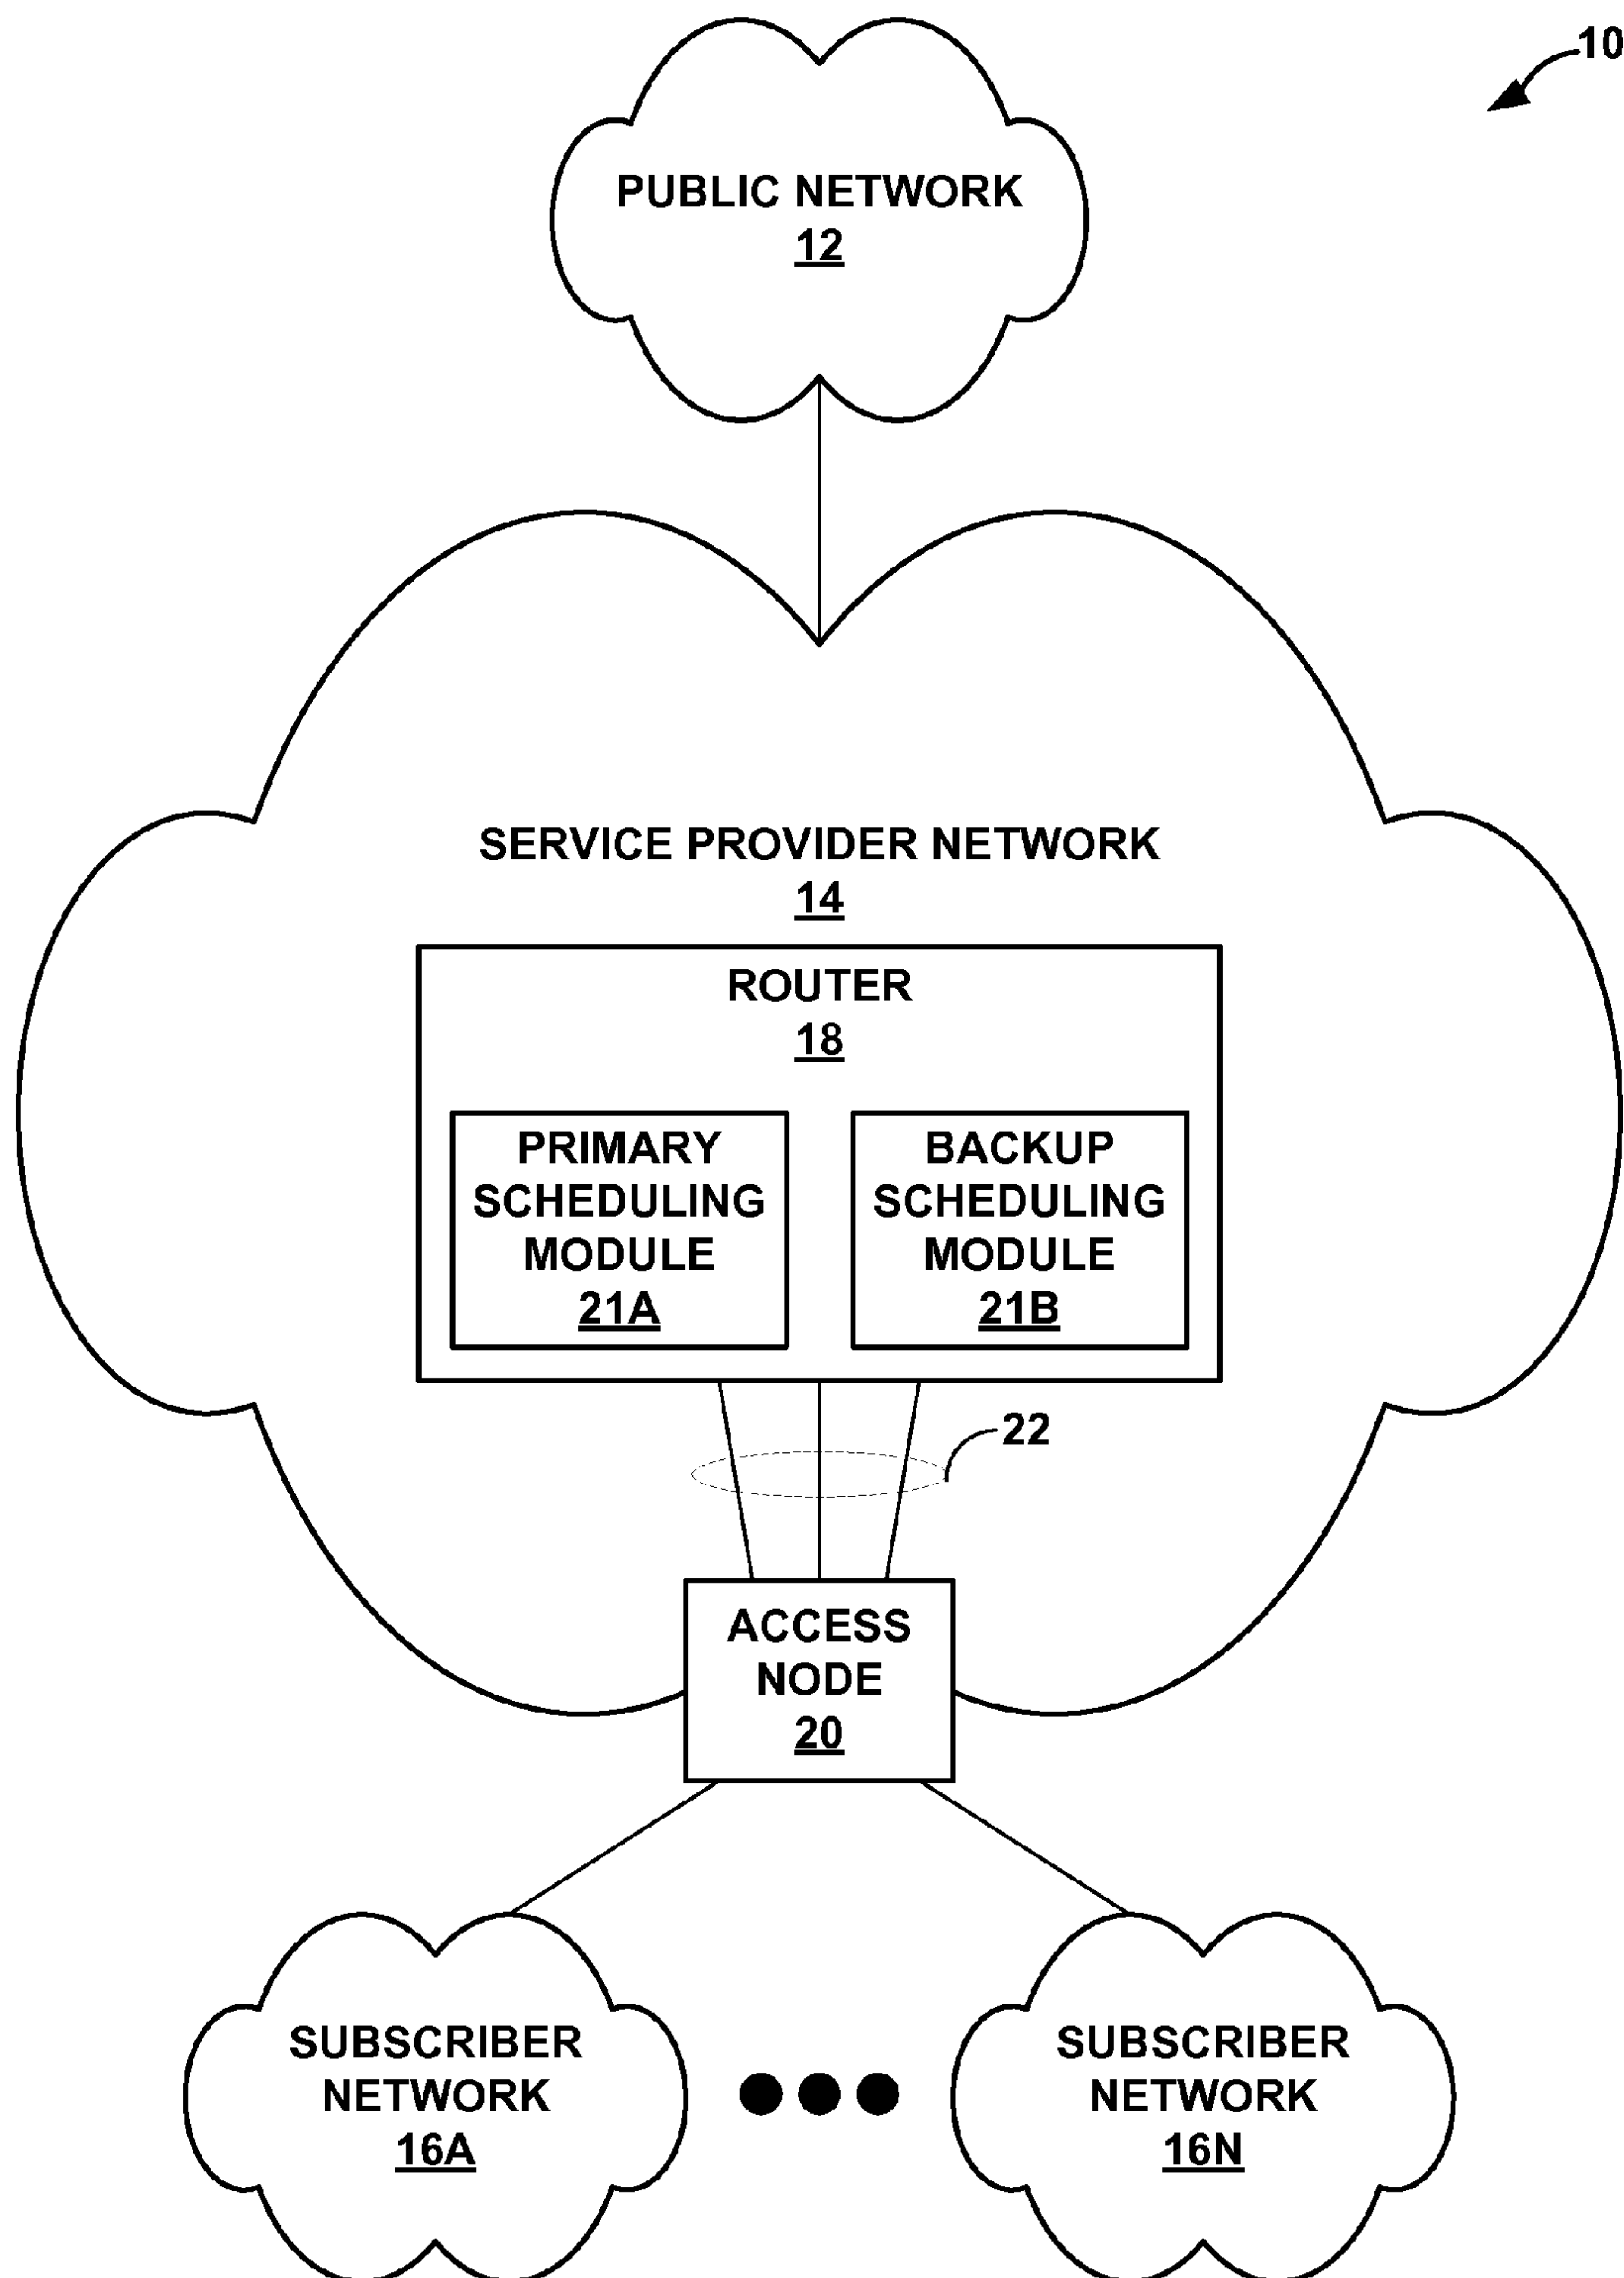 10
PUBLIC NETWORK
12
SERVICE PROVIDER NETWORK
14
ROUTER
18
PRIMARY
SCHEDULING
MODULE
21A
BACKUP
SCHEDULING
MODULE
21B
22
ACCESS
NODE
20
SUBSCRIBER
NETWORK
16A
SUBSCRIBER
NETWORK
16N